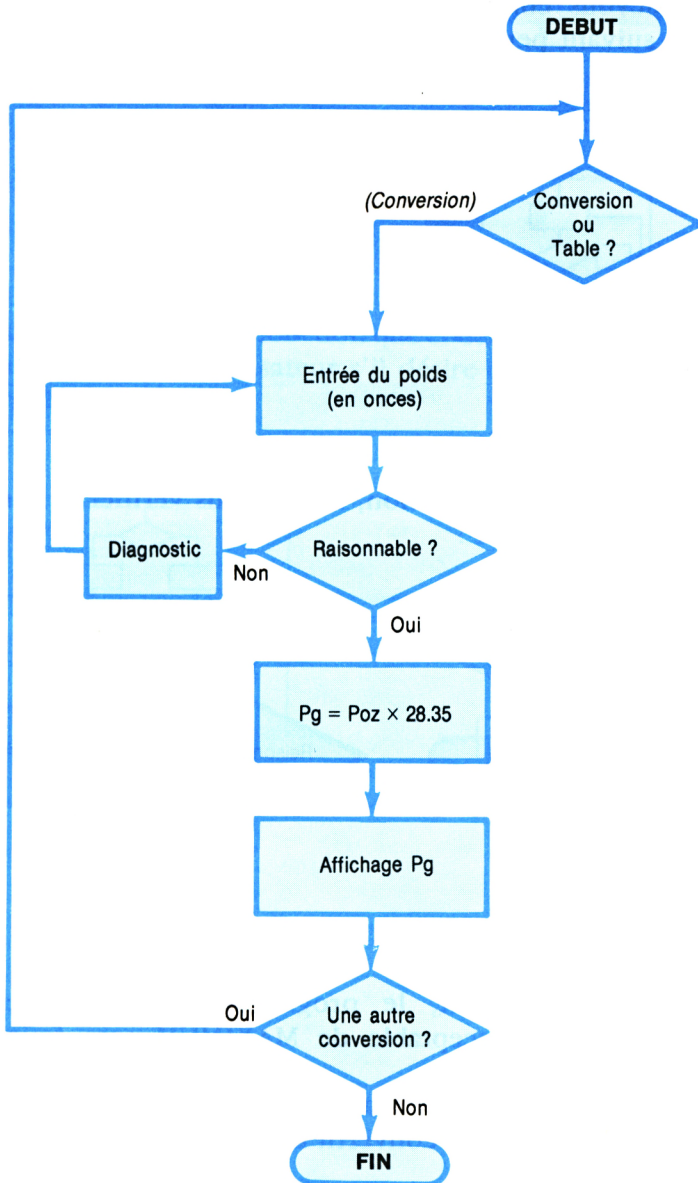 DEBUT
(Conversion)
Conversion
ou
Table ?
Entrée du poids
(en onces)
Diagnostic
Non
Raisonnable ?
Oui
Pg = Poz × 28.35
Affichage Pg
Oui
Une autre
conversion ?
Non
FIN